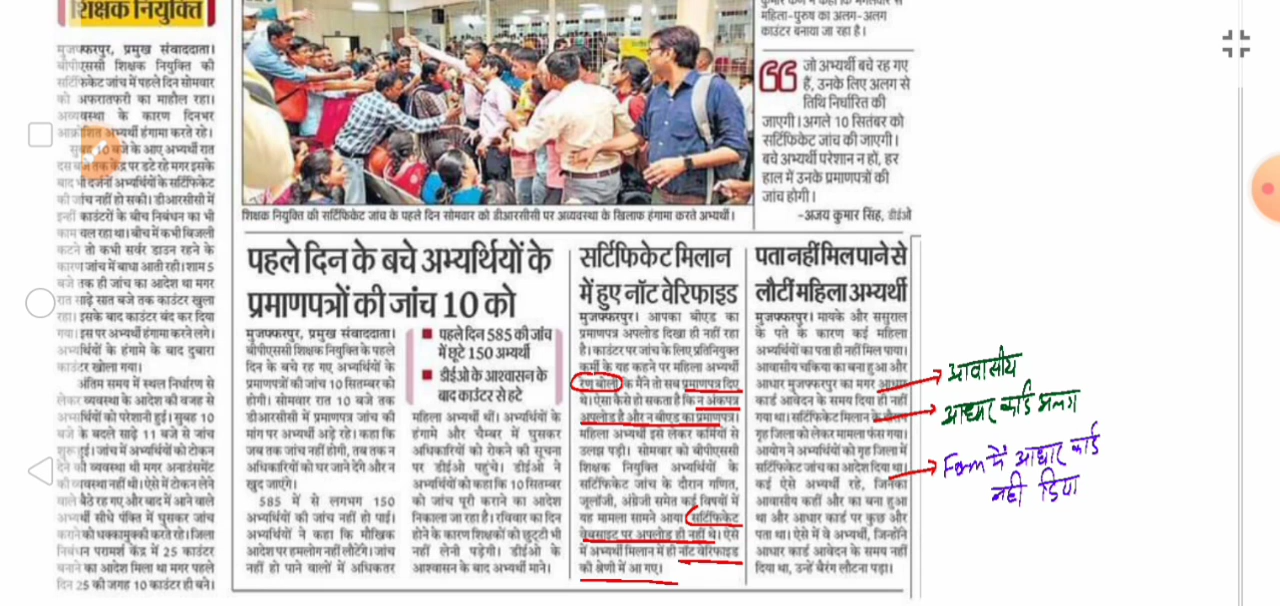 शिक्षक नियुक्ति
मुजफ्फरपुर, प्रमुख संवाददाता।
बीपीएससी शिक्षक नियुक्ति की
सर्टिफिकेट जांच में पहले दिन सोमवार
को अफरातफरी का माहौल रहा।
अव्यवस्था के कारण दिनभर
आक्रोशित अभ्यर्थी हंगामा करते रहे।
सुबह 10 बजे के आए अभ्यर्थी रात
दस बजे तक केंद्र पर डटे रहे मगर इसके
बाद भी दर्जनों अभ्यर्थियों के सर्टिफिकेट
की जांच नहीं हो सकी। डीआरसीसी में
इन्हीं काउंटरों के बीच निबंधन का भी
काम चल रहा था। बीच में कभी बिजली
कटने तो कभी सर्वर डाउन रहने के
कारण जांच में बाधा आती रही। शाम 5
बजे तक ही जांच का आदेश था मगर
रात साढ़े सात बजे तक काउंटर खुला
रहा। इसके बाद काउंटर बंद कर दिया
गया। इस पर अभ्यर्थी हंगामा करने लगे।
अभ्यर्थियों के हंगामे के बाद दुबारा
काउंटर खोला गया।
अंतिम समय में स्थल निर्धारण से
लेकर व्यवस्था के आदेश की वजह से
अभ्यर्थियों को परेशानी हुई। सुबह 10
बजे के बदले साढ़े 11 बजे से जांच
शुरू हुई। जांच में अभ्यर्थियों को टोकन
देने की व्यवस्था थी मगर अनाउंसमेंट
की व्यवस्था नहीं थी। ऐसे में टोकन लेने
वाले बैठे रह गए और बाद में आने वाले
अभ्यर्थी सीधे पंक्ति में घुसकर जांच
कराने को धक्कामुक्की करते रहे। जिला
निबंधन परामर्श केंद्र में 25 काउंटर
बनाने का आदेश मिला था मगर पहले
दिन 25 की जगह 10 काउंटर ही बने।
महिला-पुरुष का अलग-अलग
काउंटर बनाया जा रहा है।
जो अभ्यर्थी बचे रह गए
हैं, उनके लिए अलग से
तिथि निर्धारित की
जाएगी। अगले 10 सितंबर को
सर्टिफिकेट जांच की जाएगी।
बचे अभ्यर्थी परेशान न हों, हर
हाल में उनके प्रमाणपत्रों की
जांच होगी।
-अजय कुमार सिंह, डीईओ
शिक्षक नियुक्ति की सर्टिफिकेट जांच के पहले दिन सोमवार को डीआरसीसी पर अव्यवस्था के खिलाफ हंगामा करते अभ्यर्थी।
पहले दिन के बचे अभ्यर्थियों के
प्रमाणपत्रों की जांच 10 को
मुजफ्फरपुर, प्रमुख संवाददाता।
बीपीएससी शिक्षक नियुक्ति के पहले
दिन के बचे रह गए अभ्यर्थियों के
प्रमाणपत्रों की जांच 10 सितम्बर को
होगी। सोमवार रात 10 बजे तक
डीआरसीसी में प्रमाणपत्र जांच की
मांग पर अभ्यर्थी अड़े रहे। कहा कि
जब तक जांच नहीं होगी, तब तक न
अधिकारियों को घर जाने देंगे और न
खुद जाएंगे।
585 में से लगभग 150
अभ्यर्थियों की जांच नहीं हो पाई।
अभ्यर्थियों ने कहा कि मौखिक
आदेश पर हमलोग नहीं लौटेंगे। जांच
नहीं हो पाने वालों में अधिकतर
पहले दिन 585 की जांच
में छूटे 150 अभ्यर्थी
डीईओ के आश्वासन के
बाद काउंटर से हटे
महिला अभ्यर्थी थीं। अभ्यर्थियों के
हंगामे और चैम्बर में घुसकर
अधिकारियों को रोकने की सूचना
पर डीईओ पहुंचे। डीईओ ने
अभ्यर्थियों को कहा कि 10 सितम्बर
को जांच पूरी कराने का आदेश
निकाला जा रहा है। रविवार का दिन
होने के कारण शिक्षकों को छुट्टी भी
नहीं लेनी पड़ेगी। डीईओ के
आश्वासन के बाद अभ्यर्थी माने।
सर्टिफिकेट मिलान
में हुए नॉट वेरिफाइड
मुजफ्फरपुर। आपका बीएड का
प्रमाणपत्र अपलोड दिखा ही नहीं रहा
है। काउंटर पर जांच के लिए प्रतिनियुक्त
कर्मी के यह कहने पर महिला अभ्यर्थी
रेणु बोली कि मैंने तो सब प्रमाणपत्र दिए
थे। ऐसा कैसे हो सकता है कि न अंकपत्र
अपलोड है और न बीएड का प्रमाणपत्र।
महिला अभ्यर्थी इसे लेकर कर्मियों से
उलझ पड़ी। सोमवार को बीपीएससी
शिक्षक नियुक्ति अभ्यर्थियों के
सर्टिफिकेट जांच के दौरान गणित,
जूलॉजी, अंग्रेजी समेत कई विषयों में
यह मामला सामने आया। सर्टिफिकेट
वेबसाइट पर अपलोड ही नहीं थे। ऐसे
में अभ्यर्थी मिलान में ही नॉट वेरिफाइड
की श्रेणी में आ गए।
पता नहीं मिल पाने से
लौटीं महिला अभ्यर्थी
मुजफ्फरपुर। मायके और ससुराल
के पते के कारण कई महिला
अभ्यर्थियों का पता ही नहीं मिल पाया।
आवासीय चकिया का बना हुआ और
आधार मुजफ्फरपुर का मगर आधार
कार्ड आवेदन के समय दिया ही नहीं
गया था। सर्टिफिकेट मिलान के दौरान
गृह जिला को लेकर मामला फंस गया।
आयोग ने अभ्यर्थियों को गृह जिला में
सर्टिफिकेट जांच का आदेश दिया था।
कई ऐसे अभ्यर्थी रहे, जिनका
आवासीय कहीं और का बना हुआ
था और आधार कार्ड पर कुछ और
पता था। ऐसे में वे अभ्यर्थी, जिन्होंने
आधार कार्ड आवेदन के समय नहीं
दिया था, उन्हें बैरंग लौटना पड़ा।
आवासीय
आधार कार्ड अलग
Form में आधार कार्ड
नही दिया